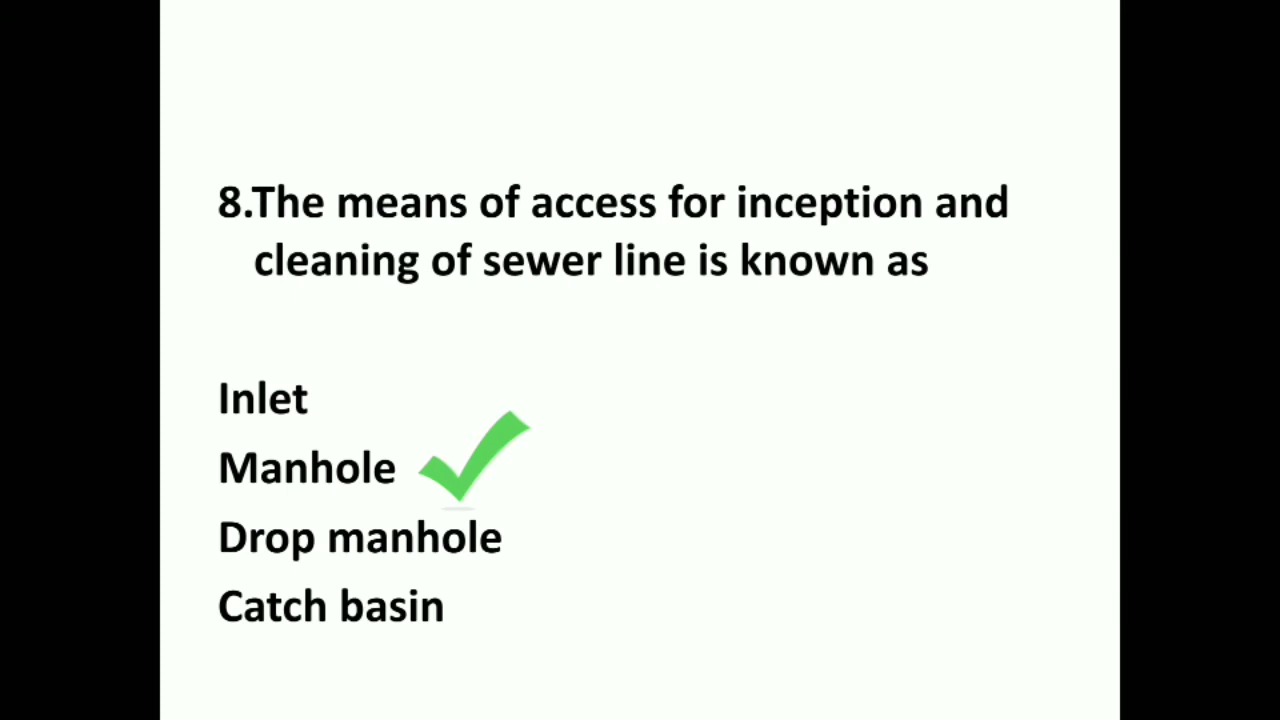 8.The means of access for inception and
cleaning of sewer line is known as
Inlet
Manhole
Drop manhole
Catch basin